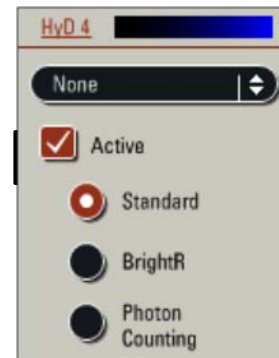 HyD 4
None
Active
Standard
BrightR
Photon
Counting